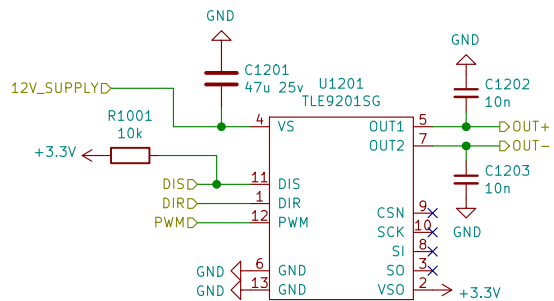 GND
GND
C1201
47u 25v
U1201
TLE9201SG
C1202
10n
12V_SUPPLY
R1001
10k
4 VS
OUT1 5
OUT+
OUT2 7
OUT-
+3.3V
C1203
10n
DIS
11 DIS
DIR
1 DIR
PWM
12 PWM
CSN 9
SCK 10
SI 8
SO 3
VSO 2
GND
GND
6 GND
GND
13 GND
+3.3V